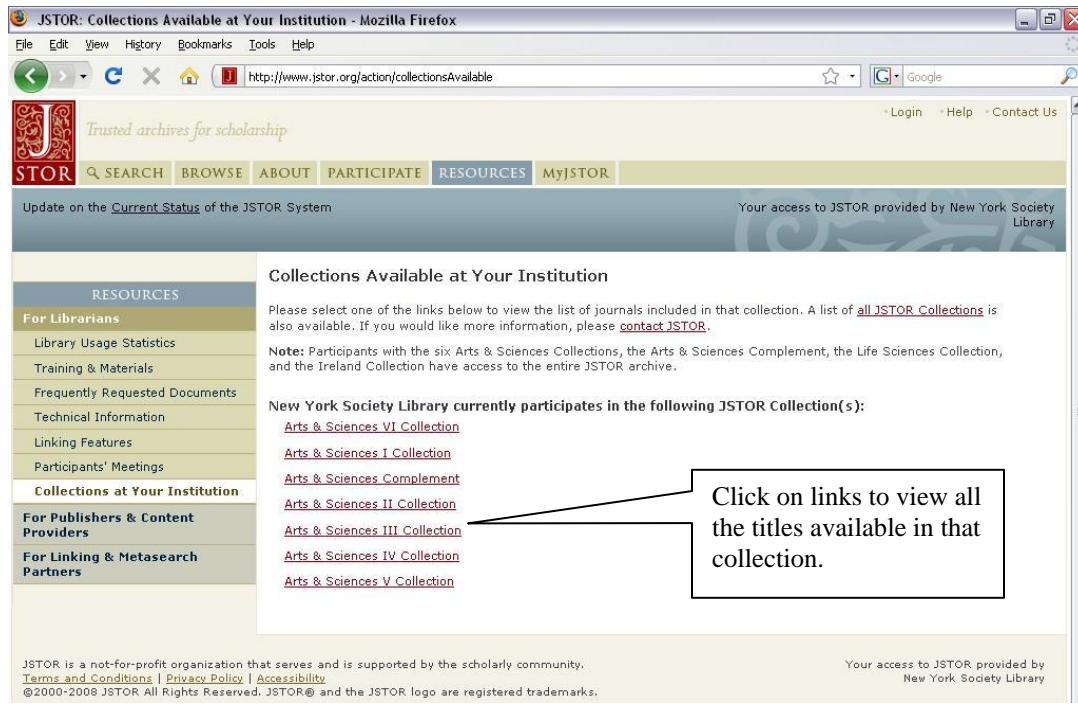 JSTOR: Collections Available at Your Institution - Mozilla Firefox
File Edit View History Bookmarks Tools Help
http://www.jstor.org/action/collectionsAvailable
Google
Login Help Contact Us
J
STOR
Trusted archives for scholarship
SEARCH BROWSE ABOUT PARTICIPATE RESOURCES MyJSTOR
Update on the Current Status of the JSTOR System
Your access to JSTOR provided by New York Society
Library
RESOURCES
For Librarians
Library Usage Statistics
Training & Materials
Frequently Requested Documents
Technical Information
Linking Features
Participants' Meetings
Collections at Your Institution
For Publishers & Content
Providers
For Linking & Metasearch
Partners
Collections Available at Your Institution
Please select one of the links below to view the list of journals included in that collection. A list of all JSTOR Collections is
also available. If you would like more information, please contact JSTOR.
Note: Participants with the six Arts & Sciences Collections, the Arts & Sciences Complement, the Life Sciences Collection,
and the Ireland Collection have access to the entire JSTOR archive.
New York Society Library currently participates in the following JSTOR Collection(s):
Arts & Sciences VI Collection
Arts & Sciences I Collection
Arts & Sciences Complement
Arts & Sciences II Collection
Arts & Sciences III Collection
Arts & Sciences IV Collection
Arts & Sciences V Collection
Click on links to view all
the titles available in that
collection.
JSTOR is a not-for-profit organization that serves and is supported by the scholarly community.
Terms and Conditions | Privacy Policy | Accessibility
©2000-2008 JSTOR All Rights Reserved. JSTOR® and the JSTOR logo are registered trademarks.
Your access to JSTOR provided by
New York Society Library